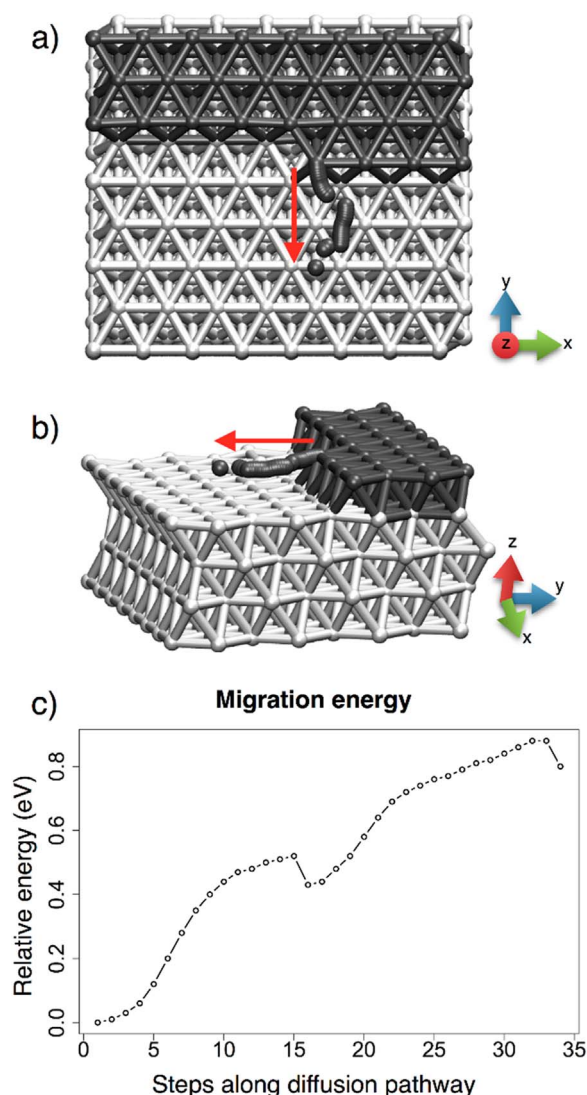 a)
y
z
x
b)
z
y
x
c)
Migration energy
Relative energy (eV)
0.8
0.6
0.4
0.2
0.0
0 5 10 15 20 25 30 35
Steps along diffusion pathway